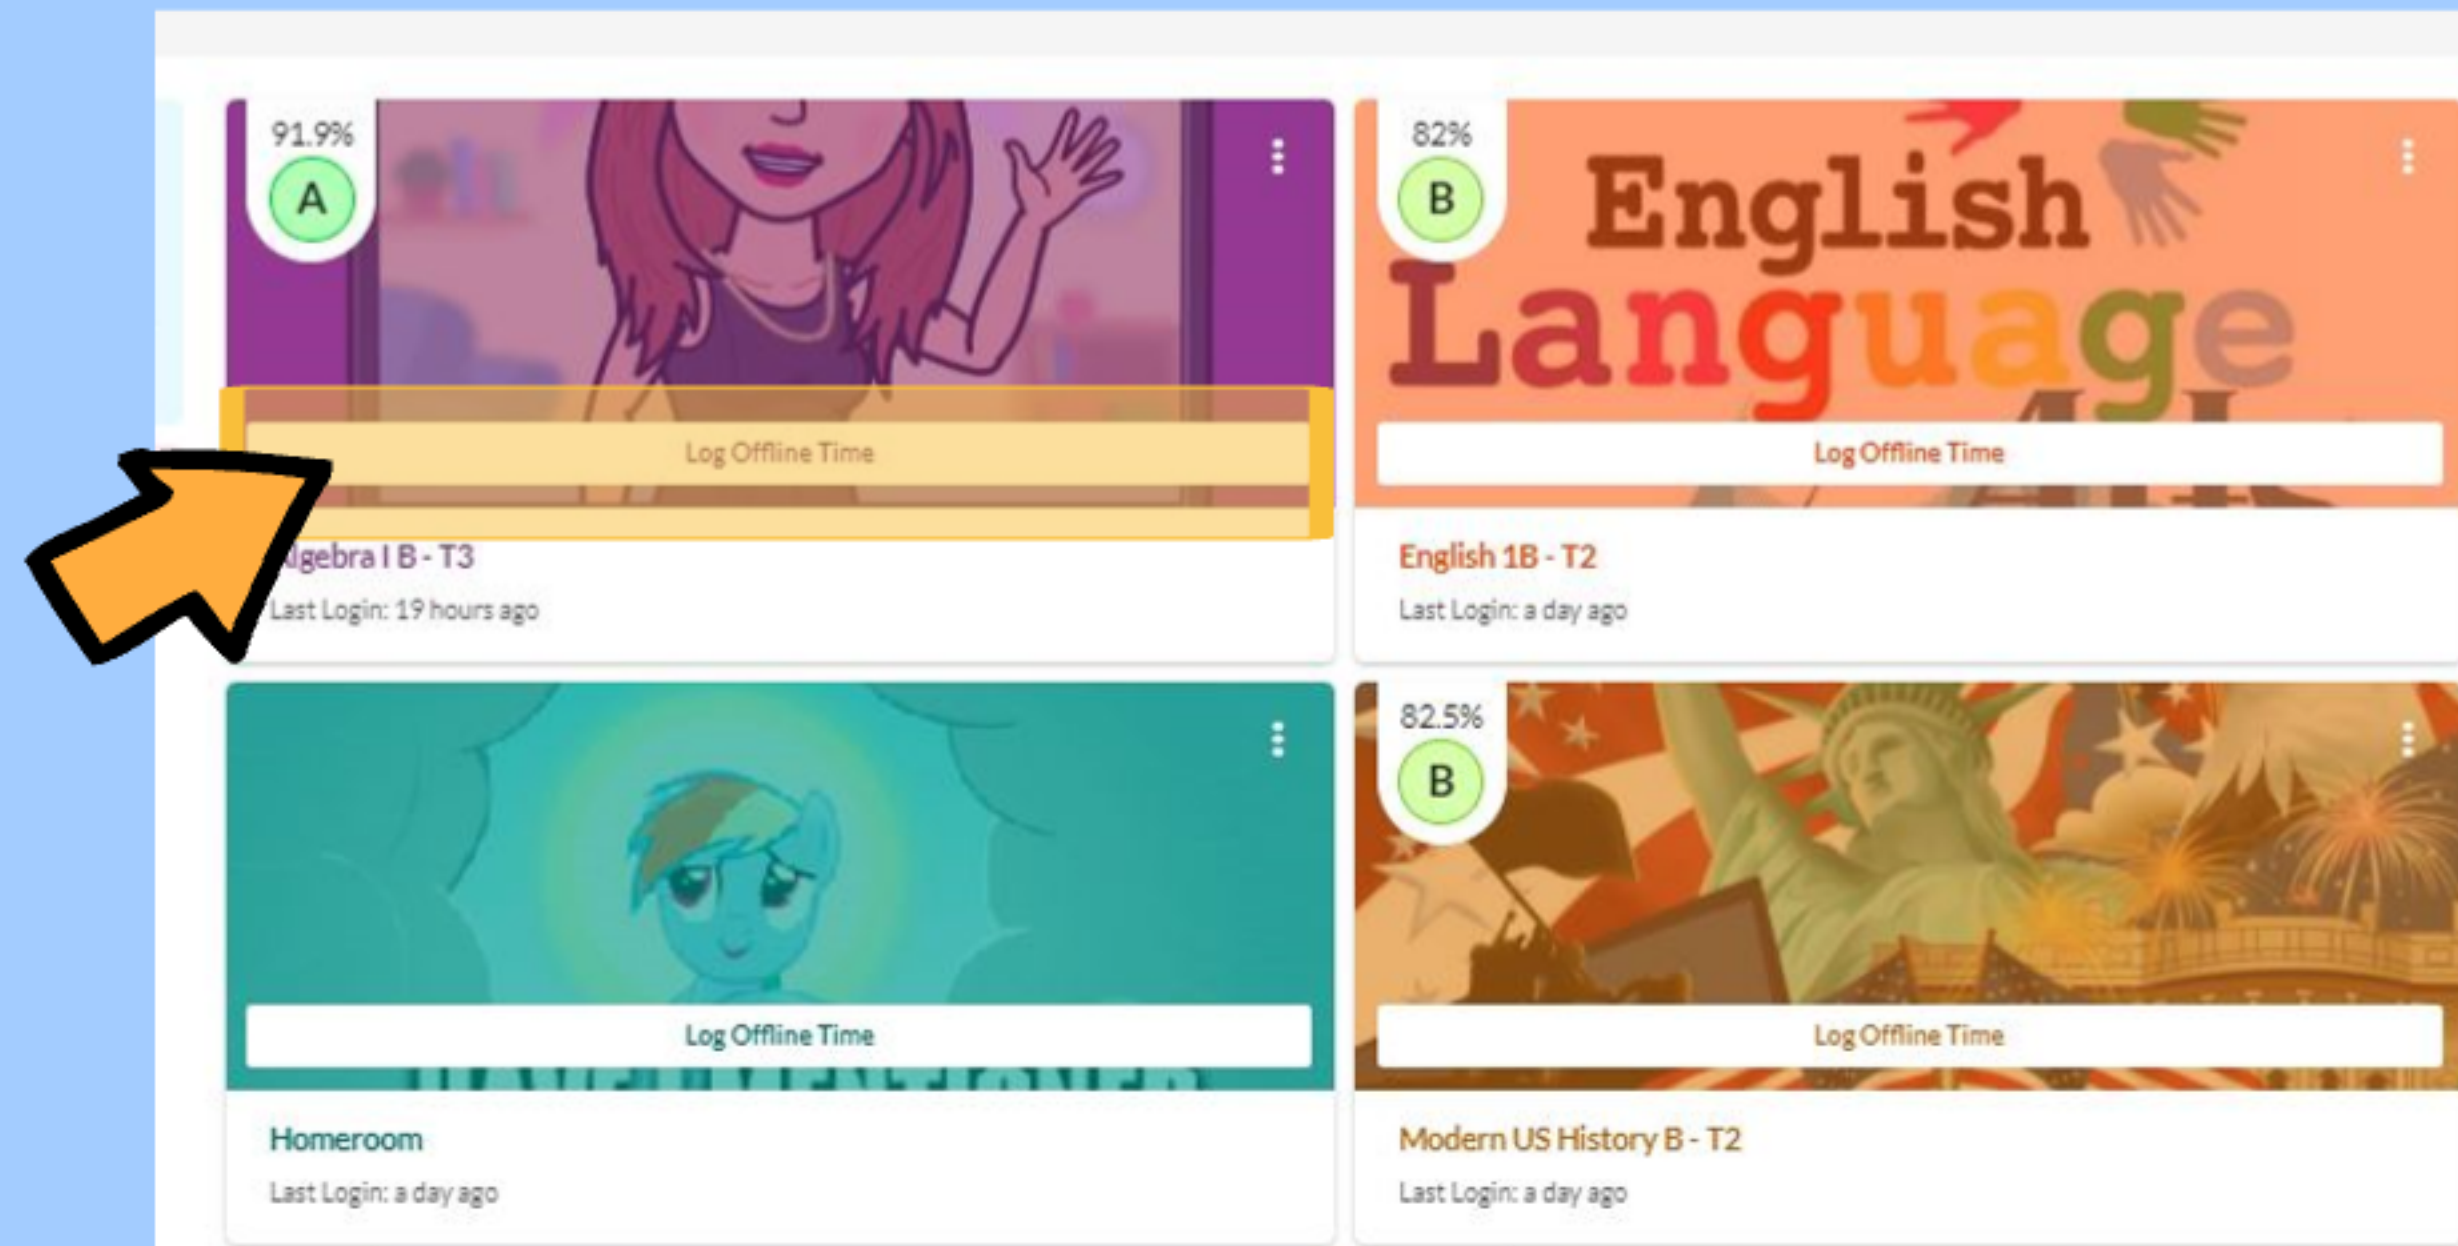 91.9%
A
Log Offline Time
lgebra I B - T3
Last Login: 19 hours ago
82%
B
English
Language
Log Offline Time
English 1B - T2
Last Login: a day ago
Log Offline Time
Homeroom
Last Login: a day ago
82.5%
B
Log Offline Time
Modern US History B - T2
Last Login: a day ago